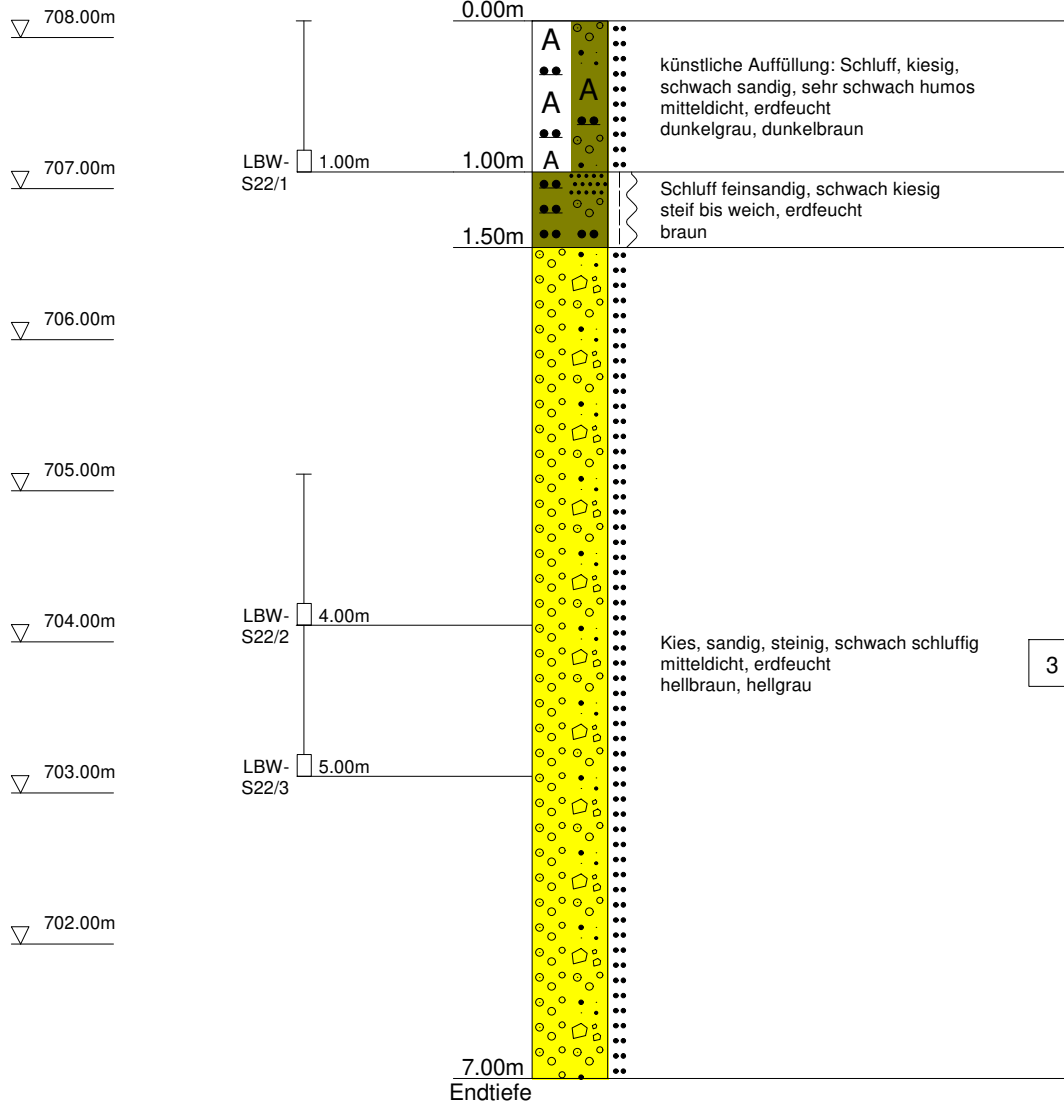 708.00m
0.00m
A
A
A
A
künstliche Auffüllung: Schluff, kiesig,
schwach sandig, sehr schwach humos
mitteldicht, erdfeucht
dunkelgrau, dunkelbraun
707.00m
LBW-
S22/1
1.00m
1.00m
Schluff feinsandig, schwach kiesig
steif bis weich, erdfeucht
braun
1.50m
706.00m
705.00m
704.00m
LBW-
S22/2
4.00m
Kies, sandig, steinig, schwach schluffig
mitteldicht, erdfeucht
hellbraun, hellgrau
3
703.00m
LBW-
S22/3
5.00m
702.00m
7.00m
Endtiefe